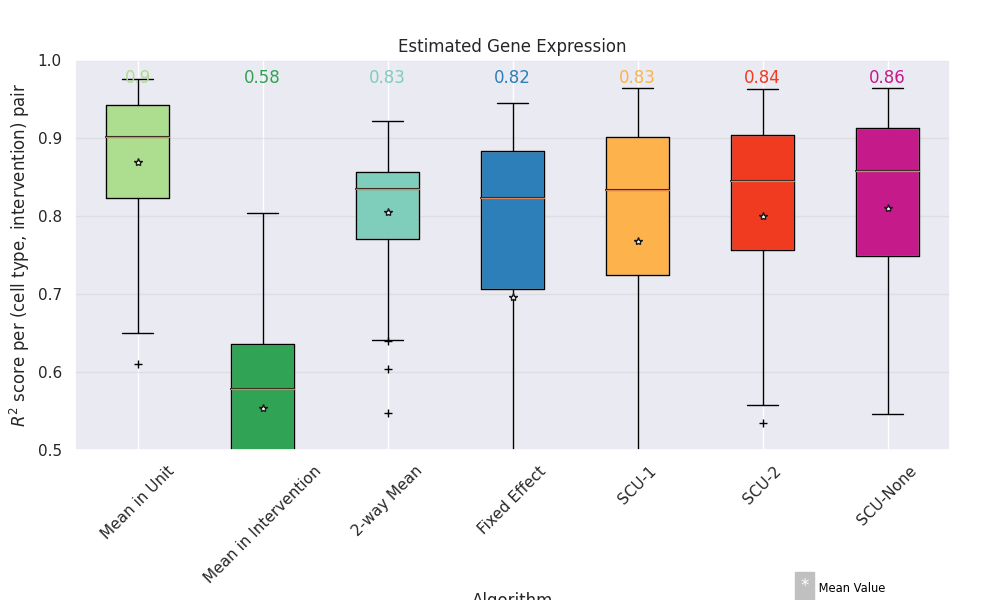 Estimated Gene Expression
R² score per (cell type, intervention) pair
1.0
0.9
0.8
0.7
0.6
0.5
0.9 0.58 0.83 0.82 0.83 0.84 0.86
Mean in Unit
Mean in Intervention
2-way Mean
Fixed Effect
SCU-1
SCU-2
SCU-None
Algorithm
* Mean Value